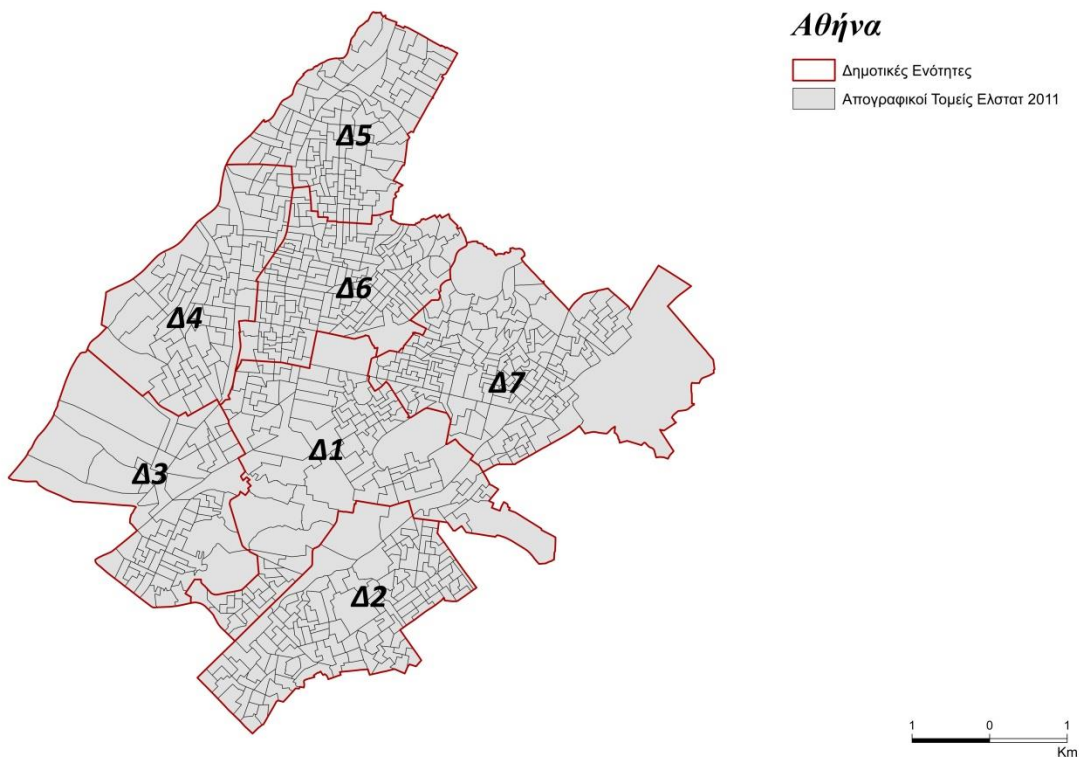 Αθήνα
Δημοτικές Ενότητες
Απογραφικοί Τομείς Ελστατ 2011
Δ5
Δ6
Δ4
Δ7
Δ1
Δ3
Δ2
1 0 1
Km